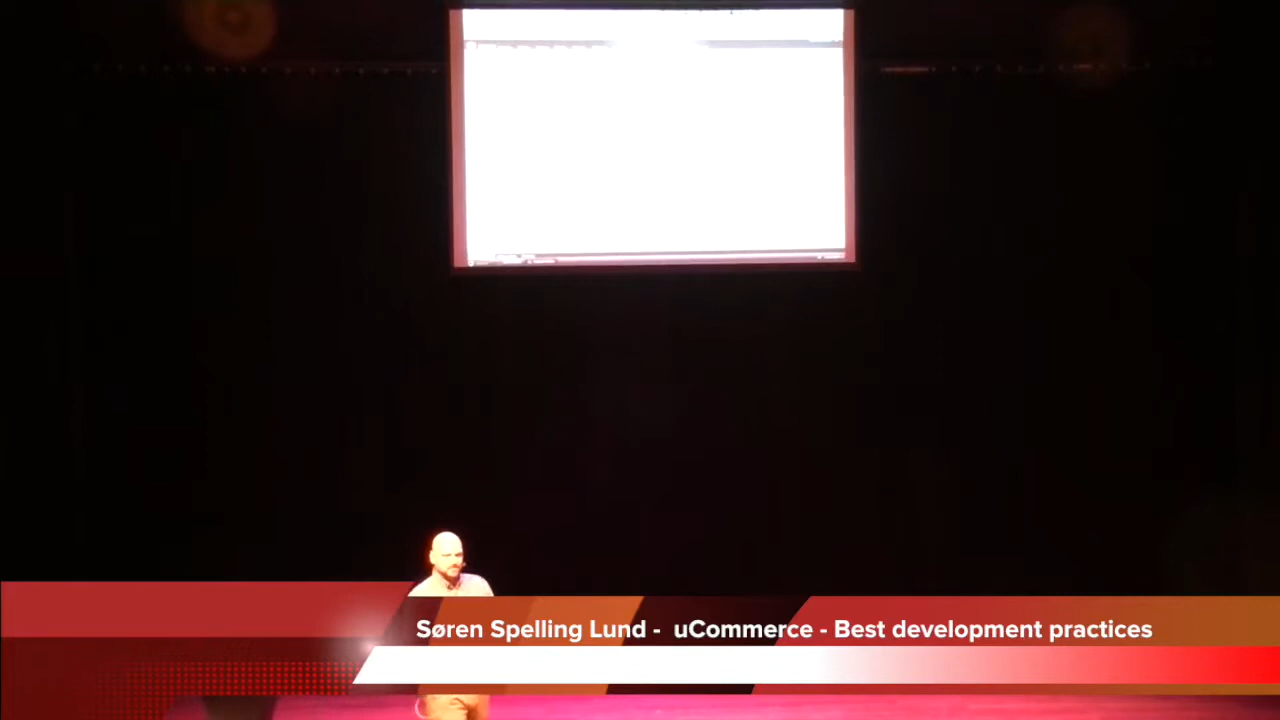 Søren Spelling Lund -  uCommerce - Best development practices